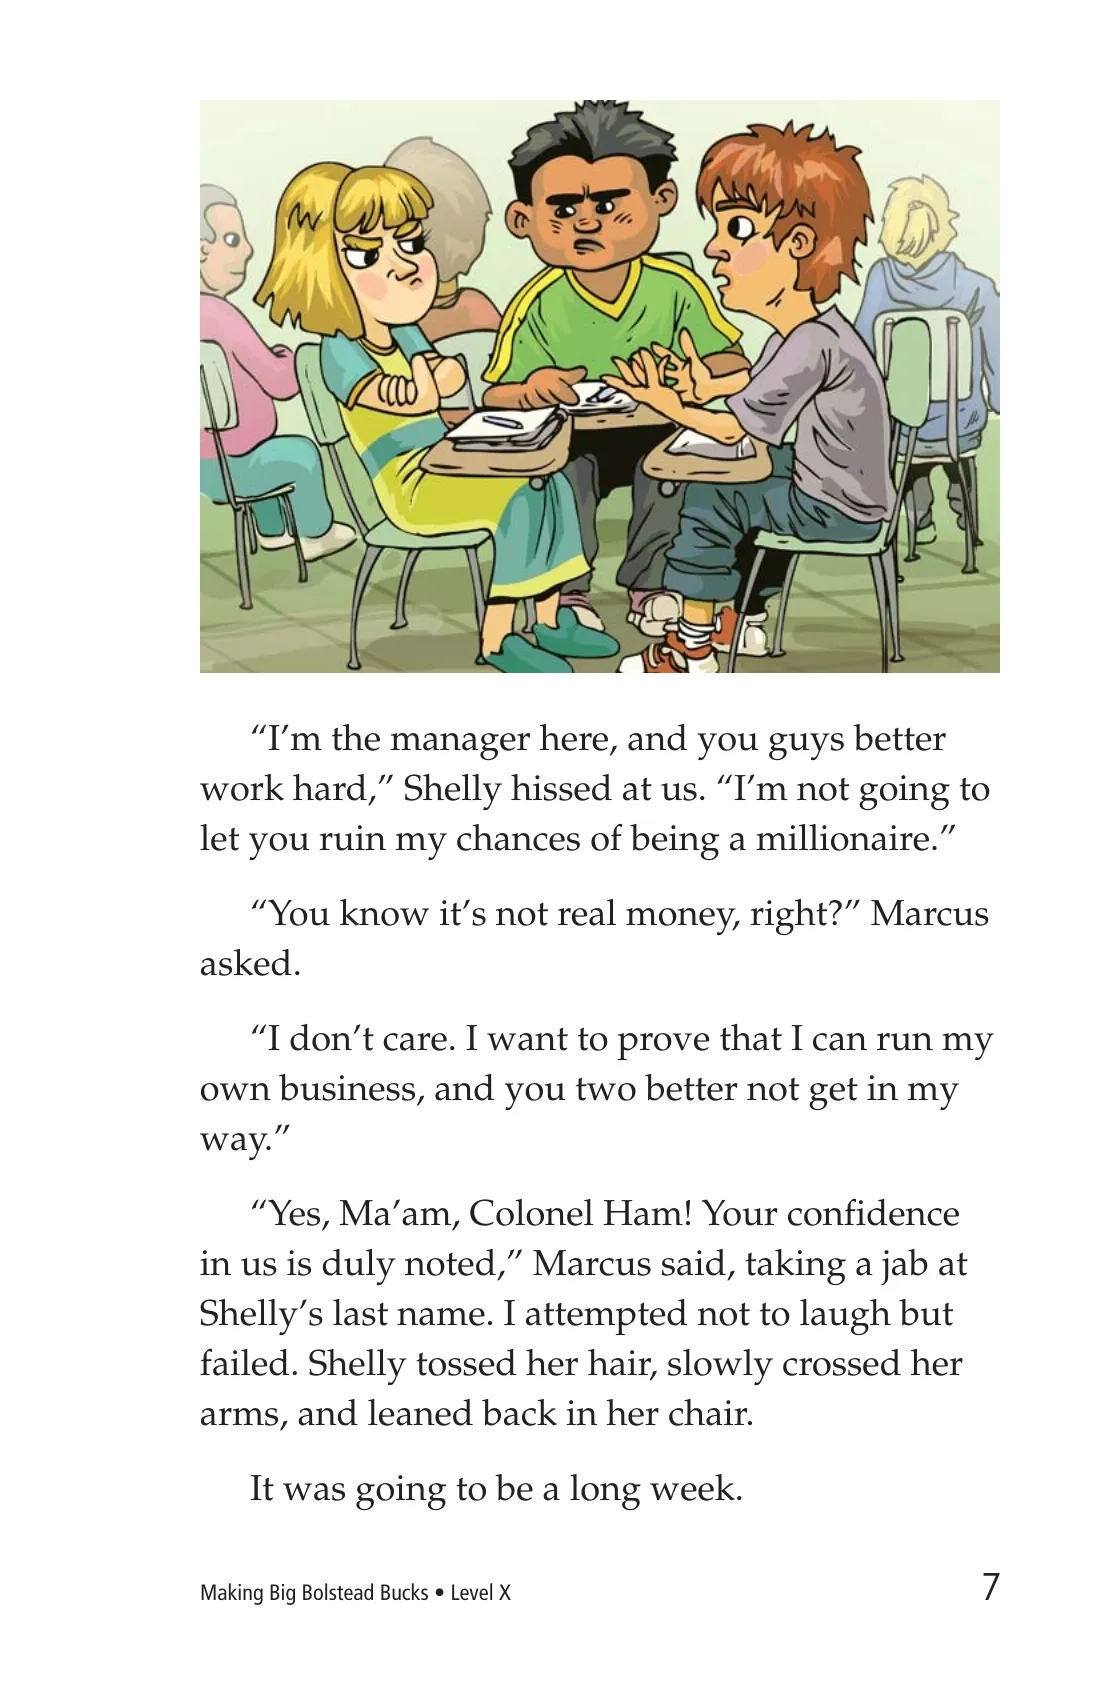 “I’m the manager here, and you guys better
work hard,” Shelly hissed at us. “I’m not going to
let you ruin my chances of being a millionaire.”
“You know it’s not real money, right?” Marcus
asked.
“I don’t care. I want to prove that I can run my
own business, and you two better not get in my
way.”
“Yes, Ma’am, Colonel Ham! Your confidence
in us is duly noted,” Marcus said, taking a jab at
Shelly’s last name. I attempted not to laugh but
failed. Shelly tossed her hair, slowly crossed her
arms, and leaned back in her chair.
It was going to be a long week.
Making Big Bolstead Bucks • Level X
7